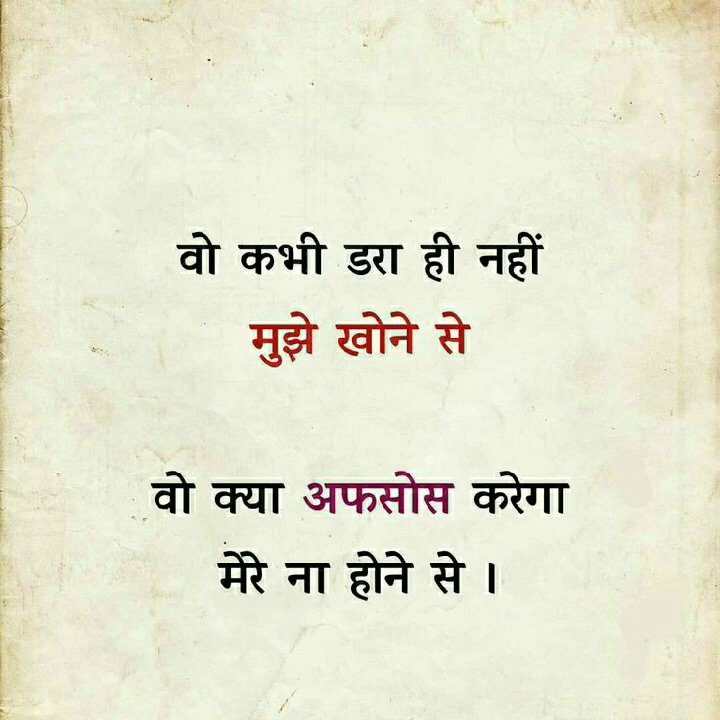 वो कभी डरा ही नहीं
मुझे खोने से
वो क्या अफसोस करेगा
मेरे ना होने से ।